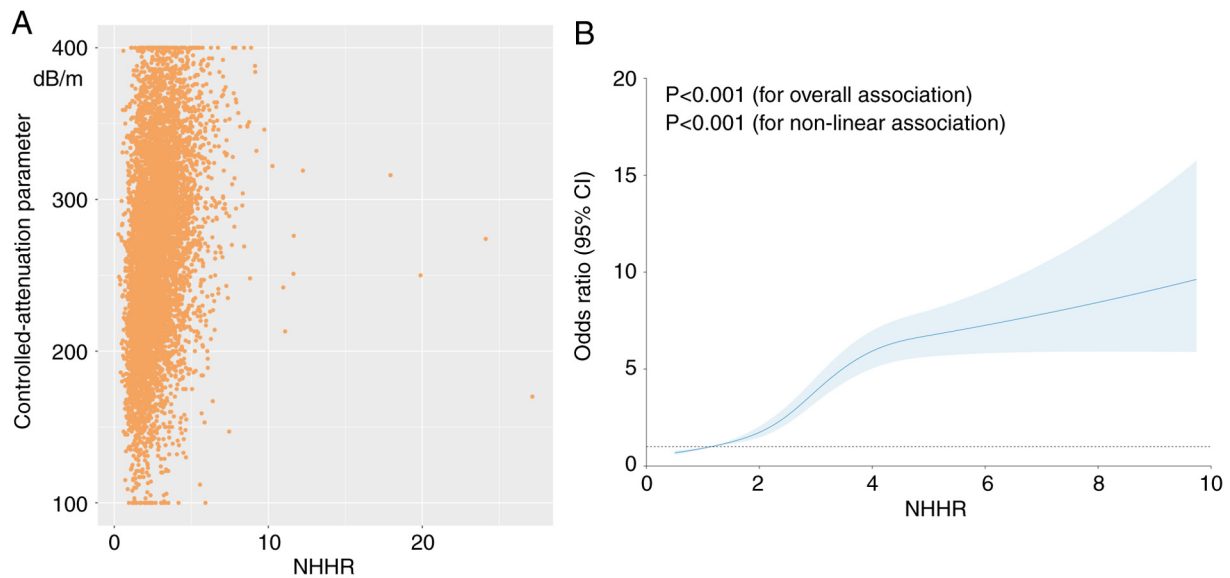 A
400
dB/m
300
200
100
Controlled-attenuation parameter
0
10
20
NHHR
B
20
15
10
5
0
Odds ratio (95% CI)
P<0.001 (for overall association)
P<0.001 (for non-linear association)
0
2
4
6
8
10
NHHR